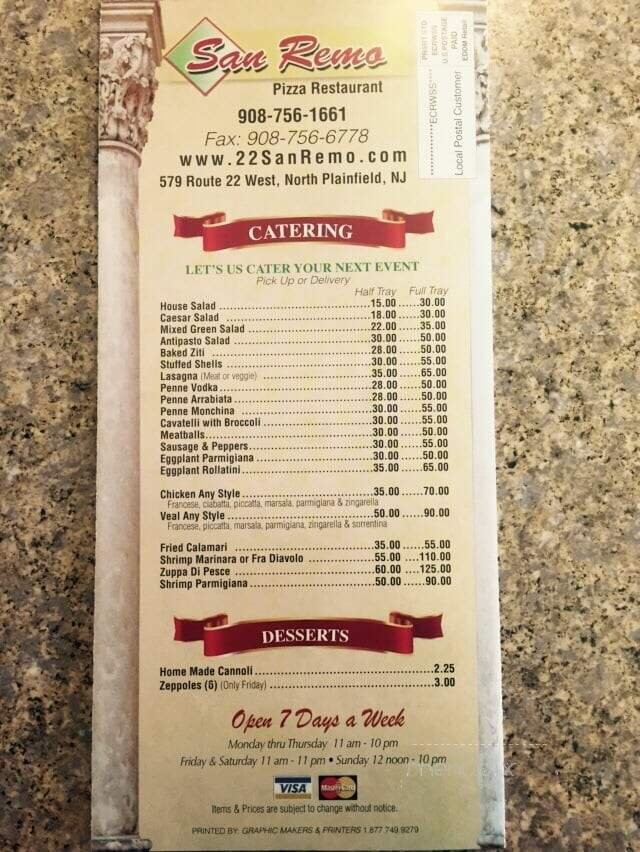 San Remo
Pizza Restaurant
908-756-1661
Fax: 908-756-6778
www.22SanRemo.com
579 Route 22 West, North Plainfield, NJ
PRSRT STD
ECRWSS
U.S POSTAGE
PAID
EDDM Retail
****************ECRWSS****
Local Postal Customer
CATERING
LET'S US CATER YOUR NEXT EVENT
Pick Up or Delivery
Half Tray Full Tray
House Salad 15.00 30.00
Caesar Salad 18.00 30.00
Mixed Green Salad 22.00 35.00
Antipasto Salad 30.00 50.00
Baked Ziti 28.00 50.00
Stuffed Shells 30.00 55.00
Lasagna (Meat or veggie) 35.00 65.00
Penne Vodka 28.00 50.00
Penne Arrabiata 28.00 50.00
Penne Monchina 30.00 55.00
Cavatelli with Broccoli 30.00 55.00
Meatballs 30.00 50.00
Sausage & Peppers 30.00 55.00
Eggplant Parmigiana 30.00 50.00
Eggplant Rollatini 35.00 65.00
Chicken Any Style 35.00 70.00
Francese, ciabatta, piccatta, marsala, parmigiana & zingarella
Veal Any Style 50.00 90.00
Francese, piccatta, marsala, parmigiana, zingarella & sorrentina
Fried Calamari 35.00 55.00
Shrimp Marinara or Fra Diavolo 55.00 110.00
Zuppa Di Pesce 60.00 125.00
Shrimp Parmigiana 50.00 90.00
DESSERTS
Home Made Cannoli 2.25
Zeppoles (6) (Only Friday) 3.00
Open 7 Days a Week
Monday thru Thursday 11 am - 10 pm
Friday & Saturday 11 am - 11 pm • Sunday 12 noon - 10 pm
VISA MasterCard
Items & Prices are subject to change without notice.
PRINTED BY: GRAPHIC MAKERS & PRINTERS 1.877.749.9279